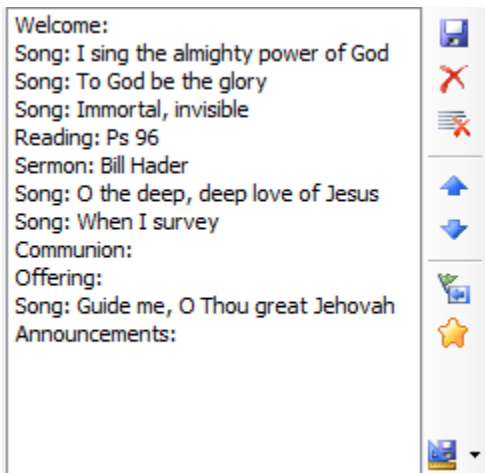 Welcome:
Song: I sing the almighty power of God
Song: To God be the glory
Song: Immortal, invisible
Reading: Ps 96
Sermon: Bill Hader
Song: O the deep, deep love of Jesus
Song: When I survey
Communion:
Offering:
Song: Guide me, O Thou great Jehovah
Announcements: